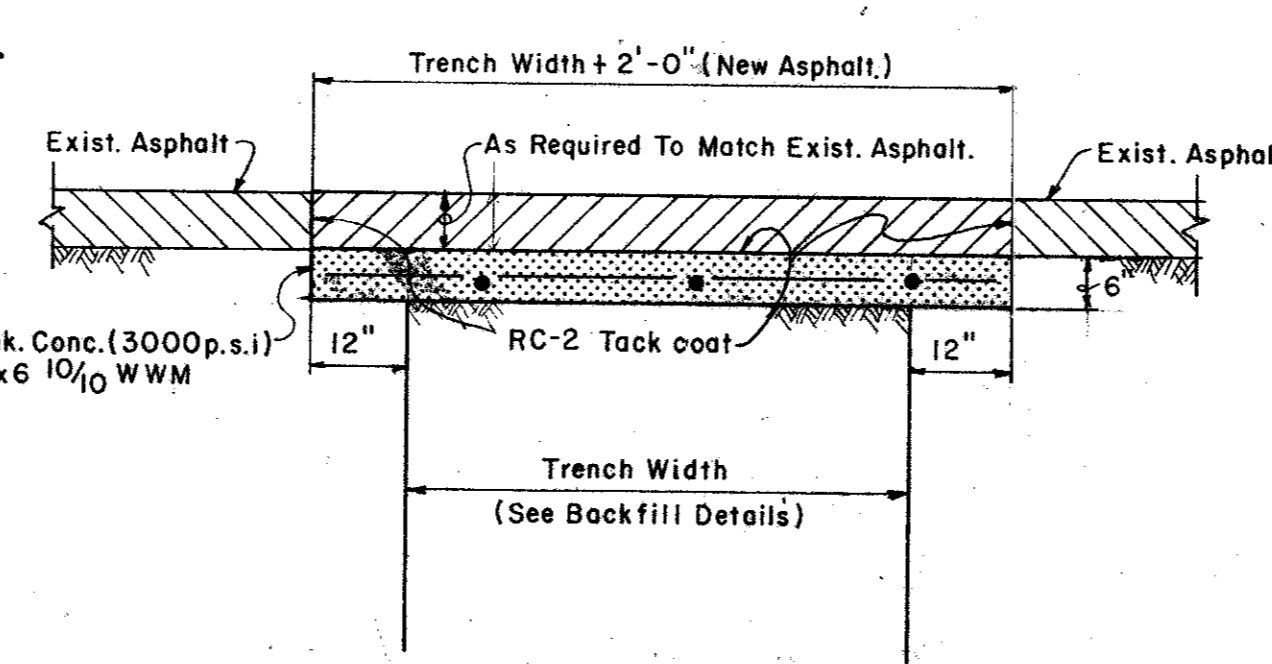 Trench Width + 2'-0" (New Asphalt.)
Exist. Asphalt
As Required To Match Exist. Asphalt.
Exist. Asphal
6"
k. Conc.(3000p.s.i)
x6 10/10 WWM
12"
RC-2 Tack coat
12"
Trench Width
(See Backfill Details)